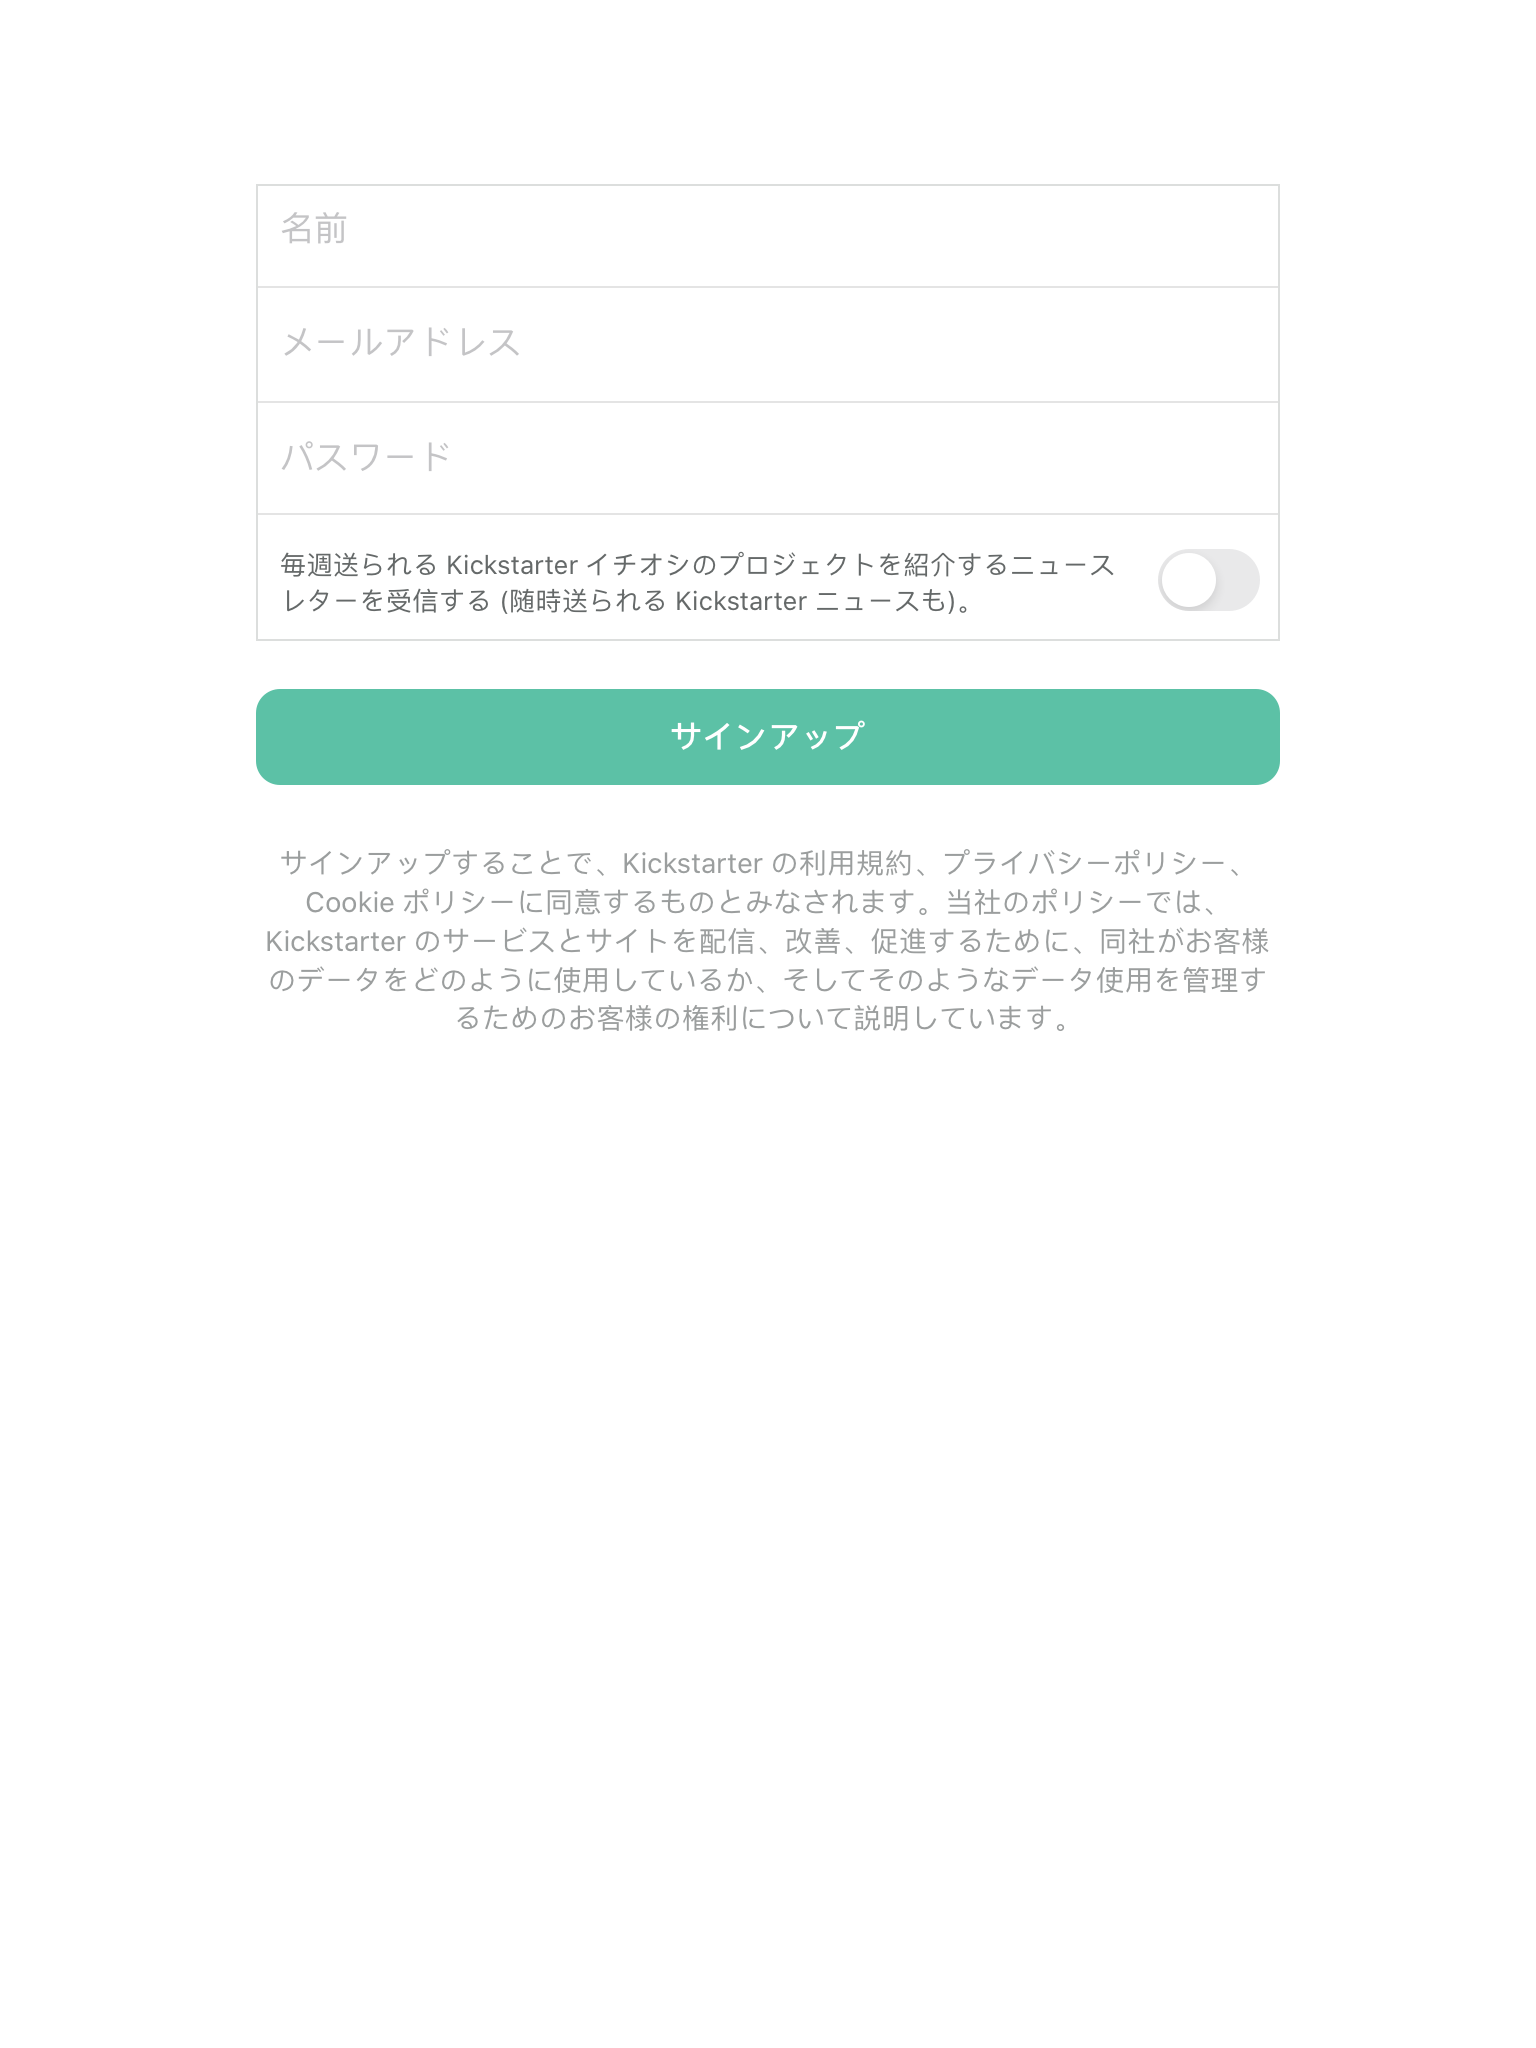 名前
メールアドレス
パスワード
毎週送られる Kickstarter イチオシのプロジェクトを紹介するニュース
レターを受信する (随時送られる Kickstarter ニュースも)。
サインアップ
サインアップすることで、Kickstarter の利用規約、プライバシーポリシー、
Cookie ポリシーに同意するものとみなされます。当社のポリシーでは、
Kickstarter のサービスとサイトを配信、改善、促進するために、同社がお客様
のデータをどのように使用しているか、そしてそのようなデータ使用を管理す
るためのお客様の権利について説明しています。